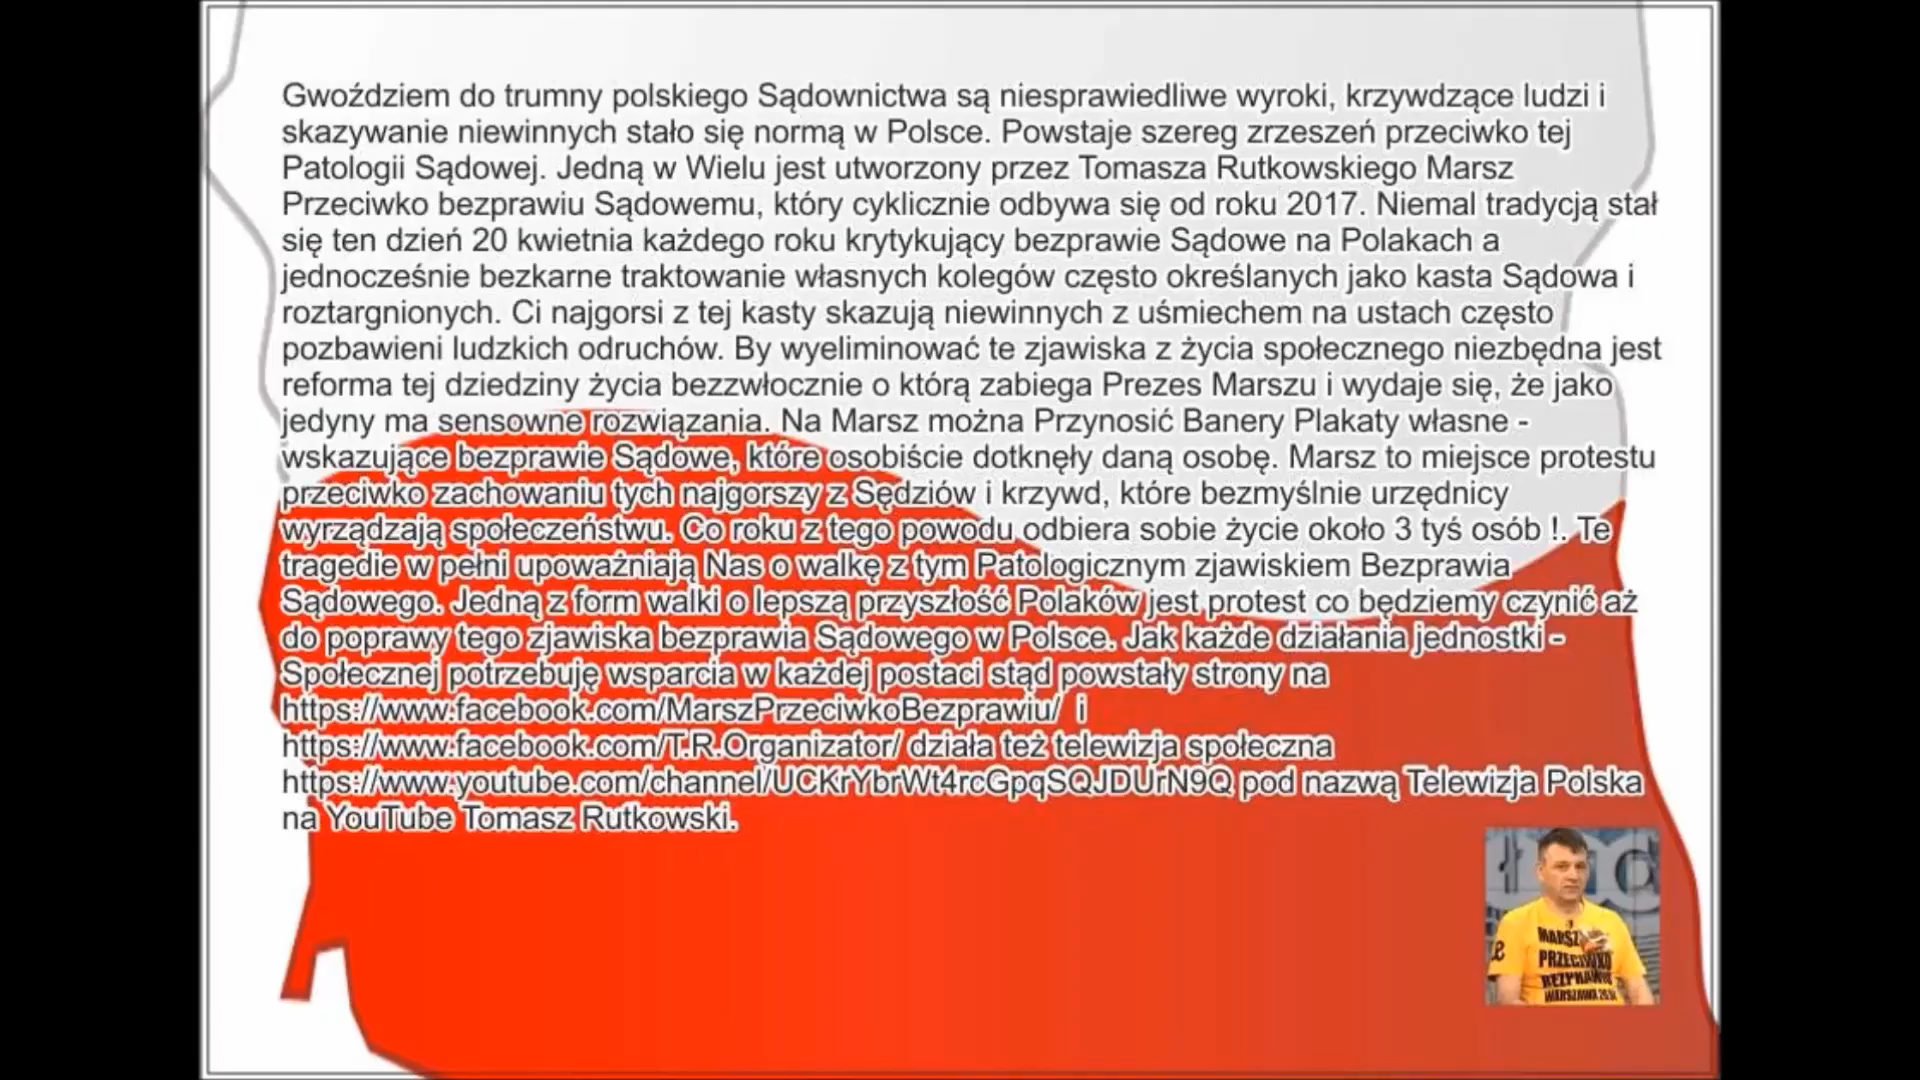 Gwoździem do trumny polskiego Sądownictwa są niesprawiedliwe wyroki, krzywdzące ludzi i
skazywanie niewinnych stało się normą w Polsce. Powstaje szereg zrzeszeń przeciwko tej
Patologii Sądowej. Jedną w Wielu jest utworzony przez Tomasza Rutkowskiego Marsz
Przeciwko bezprawiu Sądowemu, który cyklicznie odbywa się od roku 2017. Niemal tradycją stał
się ten dzień 20 kwietnia każdego roku krytykujący bezprawie Sądowe na Polakach a
jednocześnie bezkarne traktowanie własnych kolegów często określanych jako kasta Sądowa i
roztargnionych. Ci najgorsi z tej kasty skazują niewinnych z uśmiechem na ustach często
pozbawieni ludzkich odruchów. By wyeliminować te zjawiska z życia społecznego niezbędna jest
reforma tej dziedziny życia bezzwłocznie o którą zabiega Prezes Marszu i wydaje się, że jako
jedyny ma sensowne rozwiązania. Na Marsz można Przynosić Banery Plakaty własne -
wskazujące bezprawie Sądowe, które osobiście dotknęły daną osobę. Marsz to miejsce protestu
przeciwko zachowaniu tych najgorszy z Sędziów i krzywd, które bezmyślnie urzędnicy
wyrządzają społeczeństwu. Co roku z tego powodu odbiera sobie życie około 3 tyś osób !. Te
tragedie w pełni upoważniają Nas o walkę z tym Patologicznym zjawiskiem Bezprawia
Sądowego. Jedną z form walki o lepszą przyszłość Polaków jest protest co będziemy czynić aż
do poprawy tego zjawiska bezprawia Sądowego w Polsce. Jak każde działania jednostki -
Społecznej potrzebuję wsparcia w każdej postaci stąd powstały strony na
https://www.facebook.com/MarszPrzeciwkoBezprawiu/ i
https://www.facebook.com/T.R.Organizator/ działa też telewizja społeczna
https://www.youtube.com/channel/UCKrYbrWt4rcGpqSQJDUrN9Q pod nazwą Telewizja Polska
na YouTube Tomasz Rutkowski.
MARSZ
PRZECIWKO
BEZPRAWIU
WARSZAWA